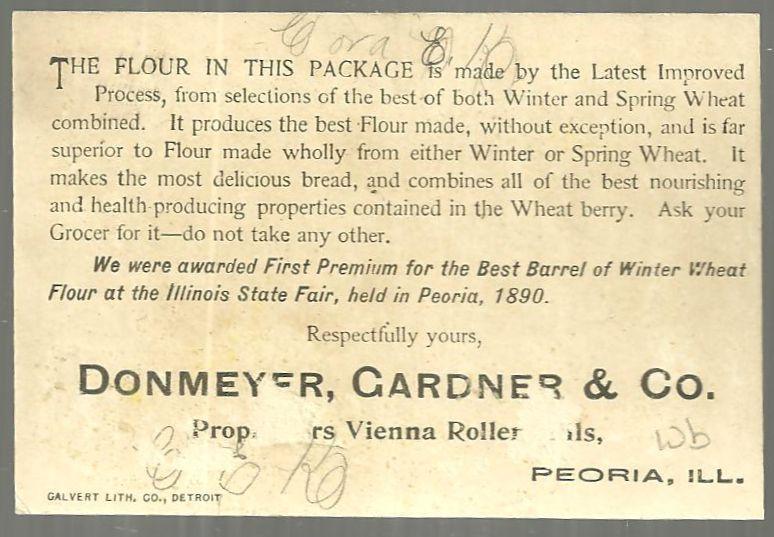 Cora E. K
THE FLOUR IN THIS PACKAGE is made by the Latest Improved
Process, from selections of the best of both Winter and Spring Wheat
combined. It produces the best Flour made, without exception, and is far
superior to Flour made wholly from either Winter or Spring Wheat. It
makes the most delicious bread, and combines all of the best nourishing
and health-producing properties contained in the Wheat berry. Ask your
Grocer for it—do not take any other.
We were awarded First Premium for the Best Barrel of Winter Wheat
Flour at the Illinois State Fair, held in Peoria, 1890.
Respectfully yours,
DONMEYER, GARDNER & CO.
Prop rs Vienna Roller ls,
wb
C E K
PEORIA, ILL.
CALVERT LITH. CO., DETROIT